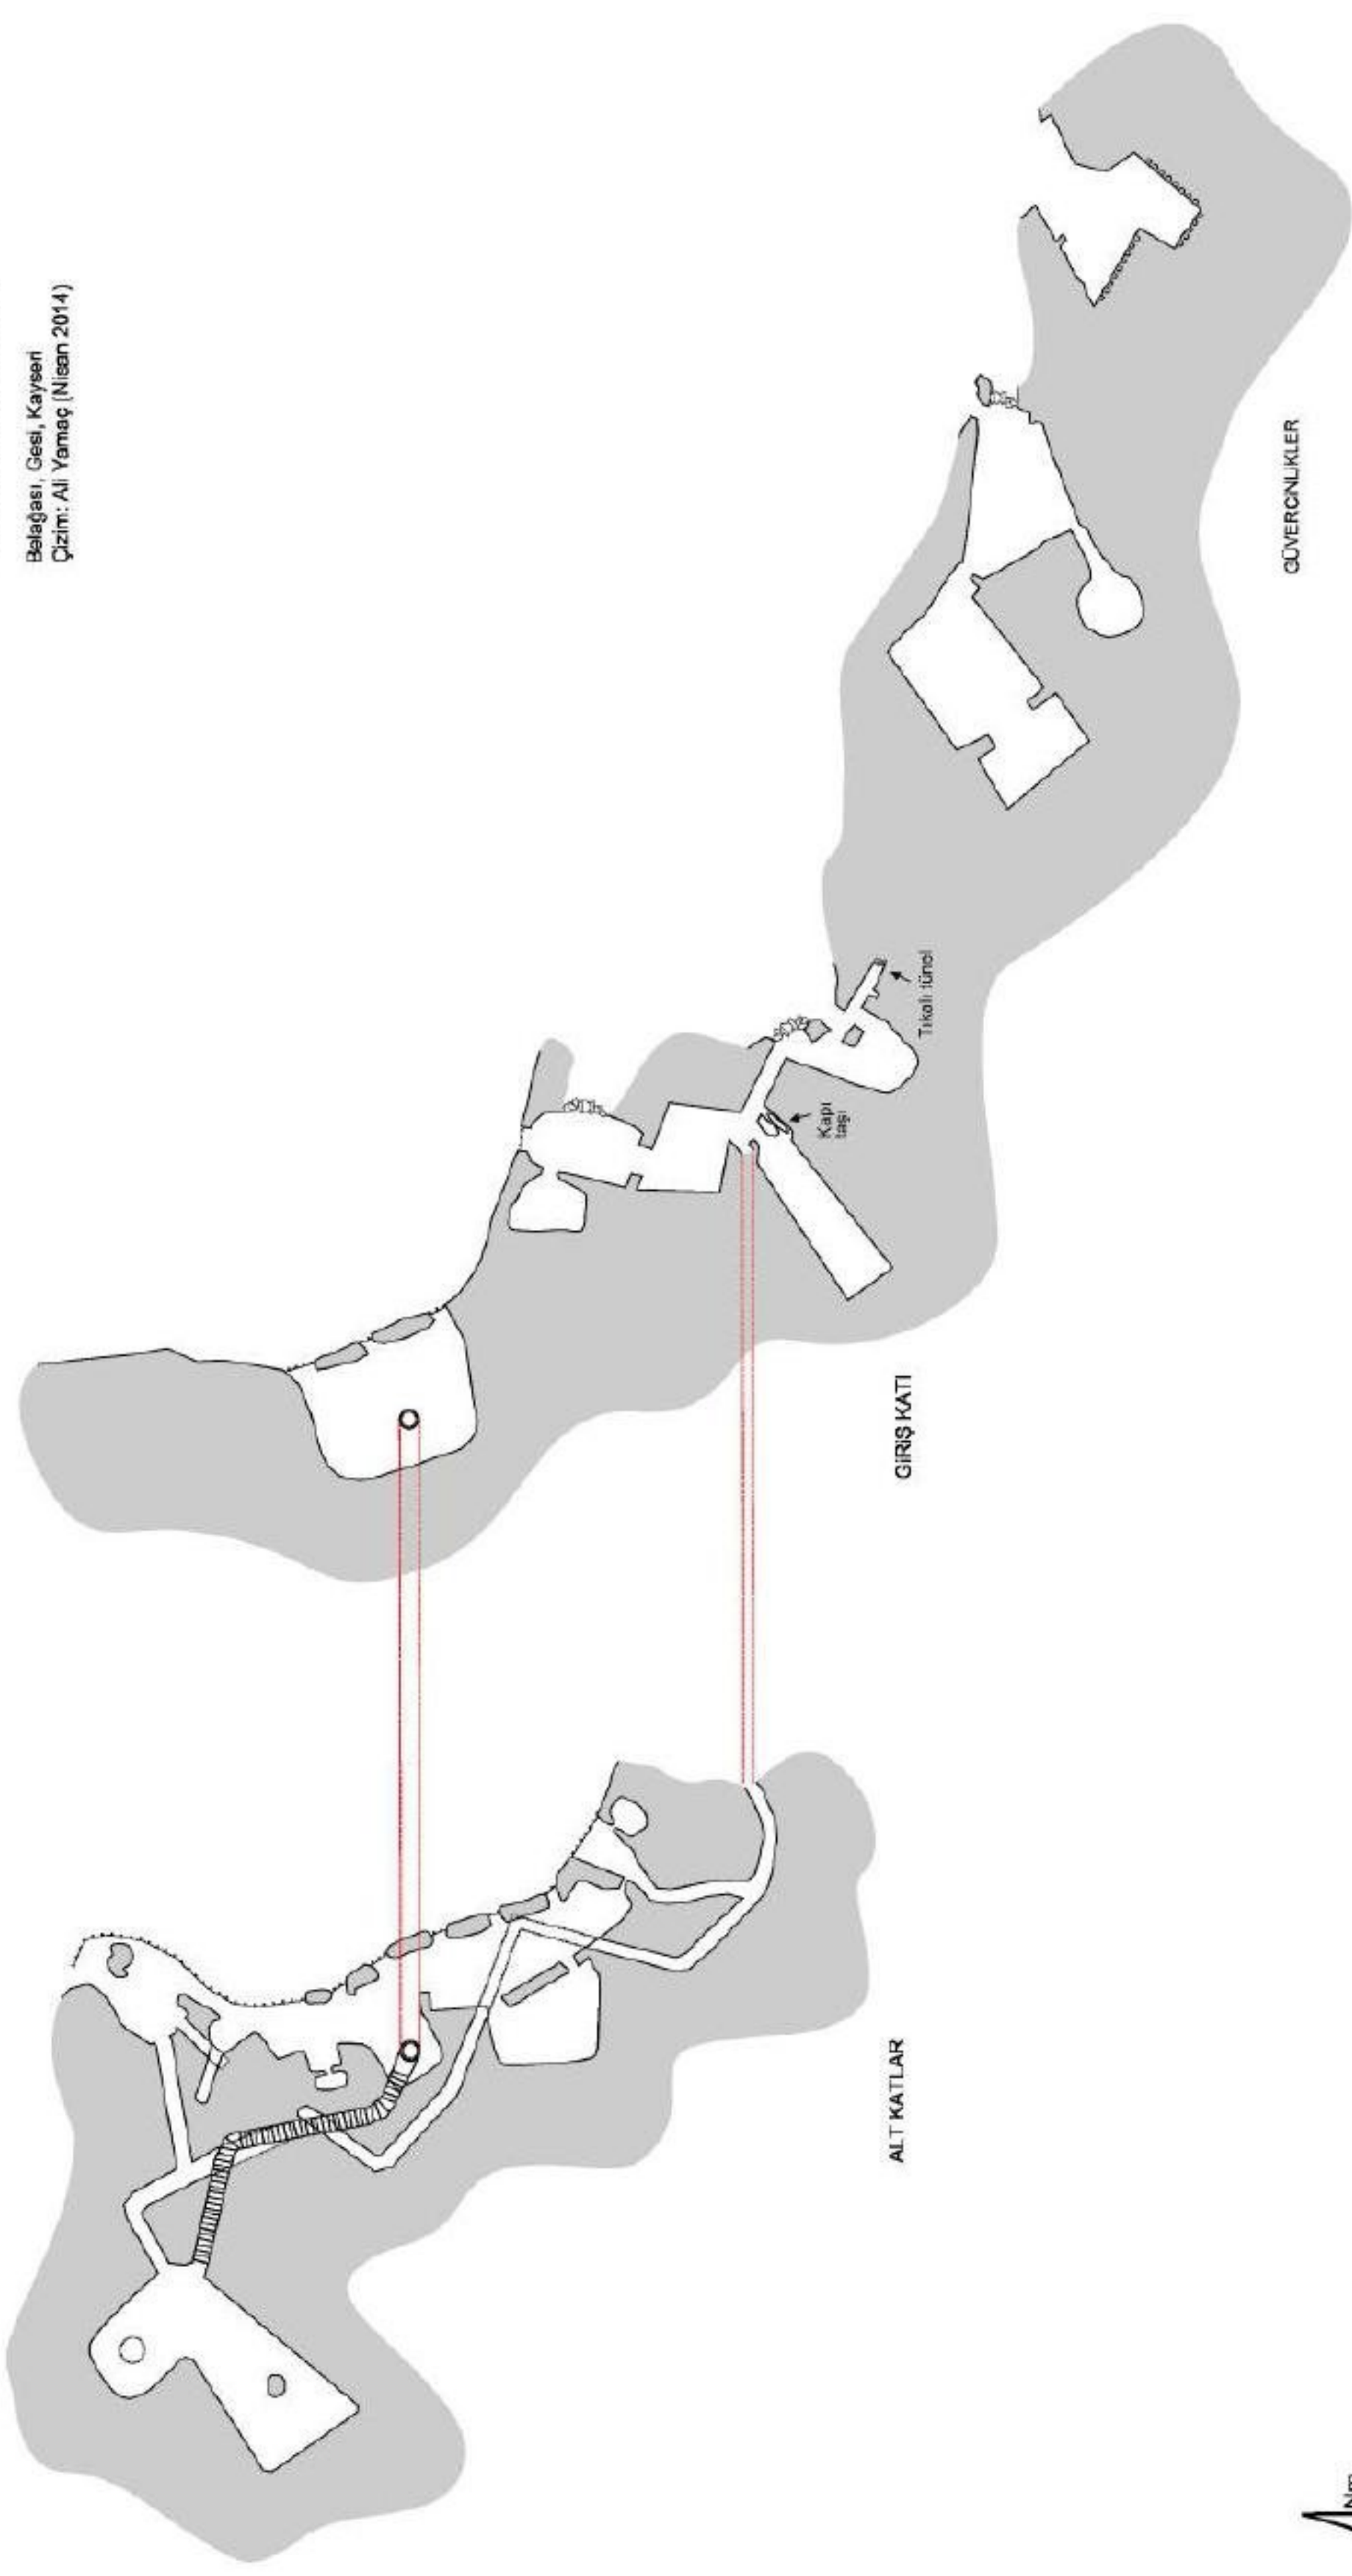 Belağası, Gesi, Kayseri
Çizim: Ali Yamaç (Nisan 2014)
GÜVERCİNLİKLER
Tıkalı tünel
Kapı
taşı
GİRİŞ KATI
ALT KATLAR
Nm